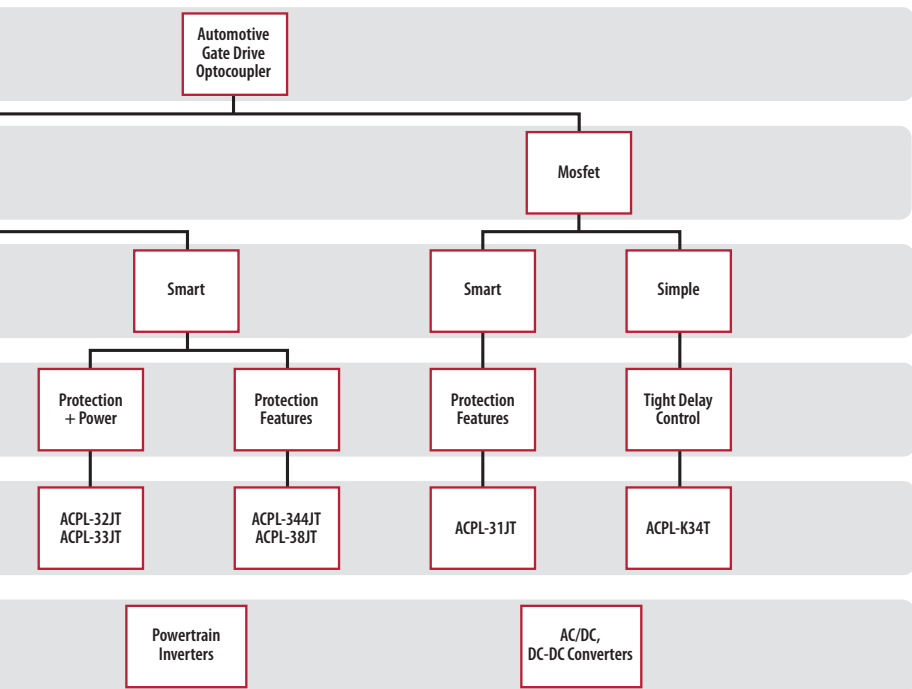 Automotive
Gate Drive
Optocoupler
Mosfet
Smart
Smart
Simple
Protection
+ Power
Protection
Features
Protection
Features
Tight Delay
Control
ACPL-32JT
ACPL-33JT
ACPL-344JT
ACPL-38JT
ACPL-31JT
ACPL-K34T
Powertrain
Inverters
AC/DC,
DC-DC Converters